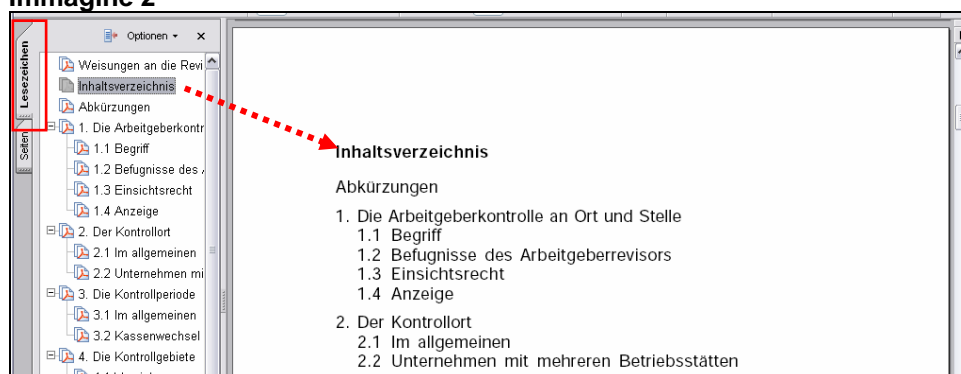 Immagine 2
Lesezeichen
Seiten
Optionen
Weisungen an die Revi
Inhaltsverzeichnis
Abkürzungen
1. Die Arbeitgeberkontr
1.1 Begriff
1.2 Befugnisse des
1.3 Einsichtsrecht
1.4 Anzeige
2. Der Kontrollort
2.1 Im allgemeinen
2.2 Unternehmen mi
3. Die Kontrollperiode
3.1 Im allgemeinen
3.2 Kassenwechsel
4. Die Kontrollgebiete
Inhaltsverzeichnis
Abkürzungen
1. Die Arbeitgeberkontrolle an Ort und Stelle
1.1 Begriff
1.2 Befugnisse des Arbeitgeberrevisors
1.3 Einsichtsrecht
1.4 Anzeige
2. Der Kontrollort
2.1 Im allgemeinen
2.2 Unternehmen mit mehreren Betriebsstätten